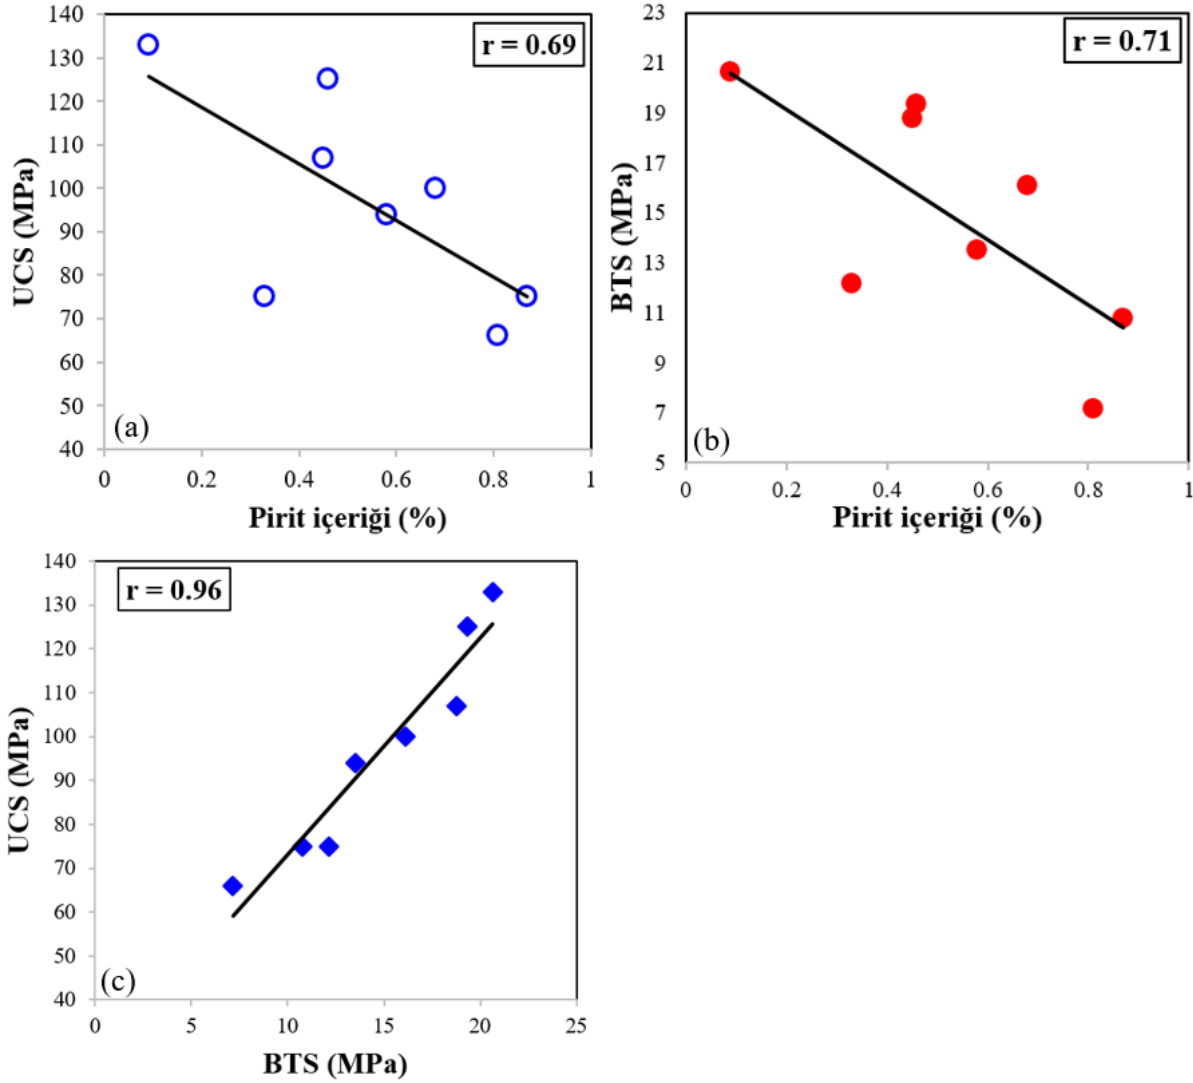 r = 0.69
140
130
120
110
100
90
80
70
60
50
40
UCS (MPa)
(a)
0 0.2 0.4 0.6 0.8 1
Pirit içeriği (%)
r = 0.71
23
21
19
17
15
13
11
9
7
5
BTS (MPa)
(b)
0 0.2 0.4 0.6 0.8 1
Pirit içeriği (%)
r = 0.96
140
130
120
110
100
90
80
70
60
50
40
UCS (MPa)
(c)
0 5 10 15 20 25
BTS (MPa)